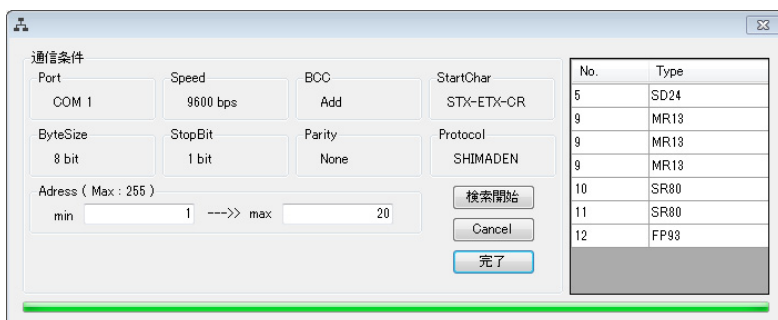 通信条件
Port Speed BCC StartChar
COM 1 9600 bps Add STX-ETX-CR
ByteSize StopBit Parity Protocol
8 bit 1 bit None SHIMADEN
Adress ( Max : 255 )
min 1 --->> max 20
検索開始
Cancel
完了
No. Type
5 SD24
9 MR13
9 MR13
9 MR13
10 SR80
11 SR80
12 FP93